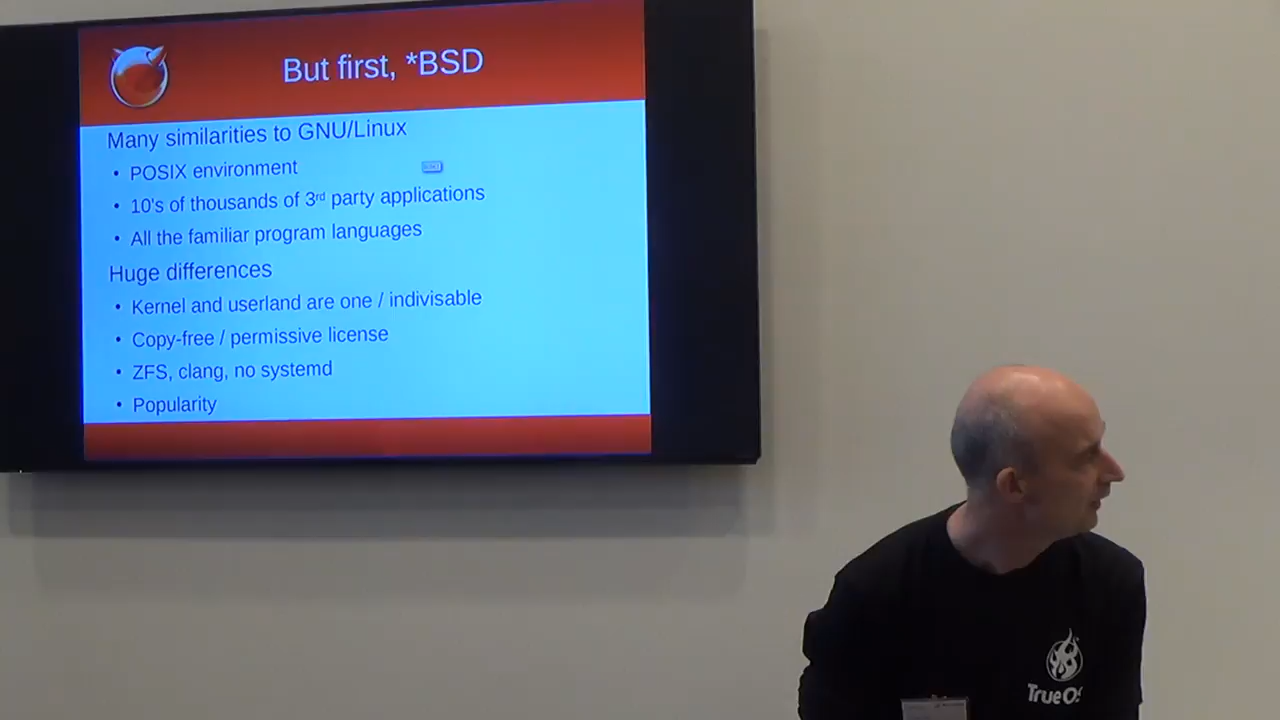 But first, *BSD
Many similarities to GNU/Linux
• POSIX environment
• 10's of thousands of 3rd party applications
• All the familiar program languages
Huge differences
• Kernel and userland are one / indivisable
• Copy-free / permissive license
• ZFS, clang, no systemd
• Popularity
TrueOS